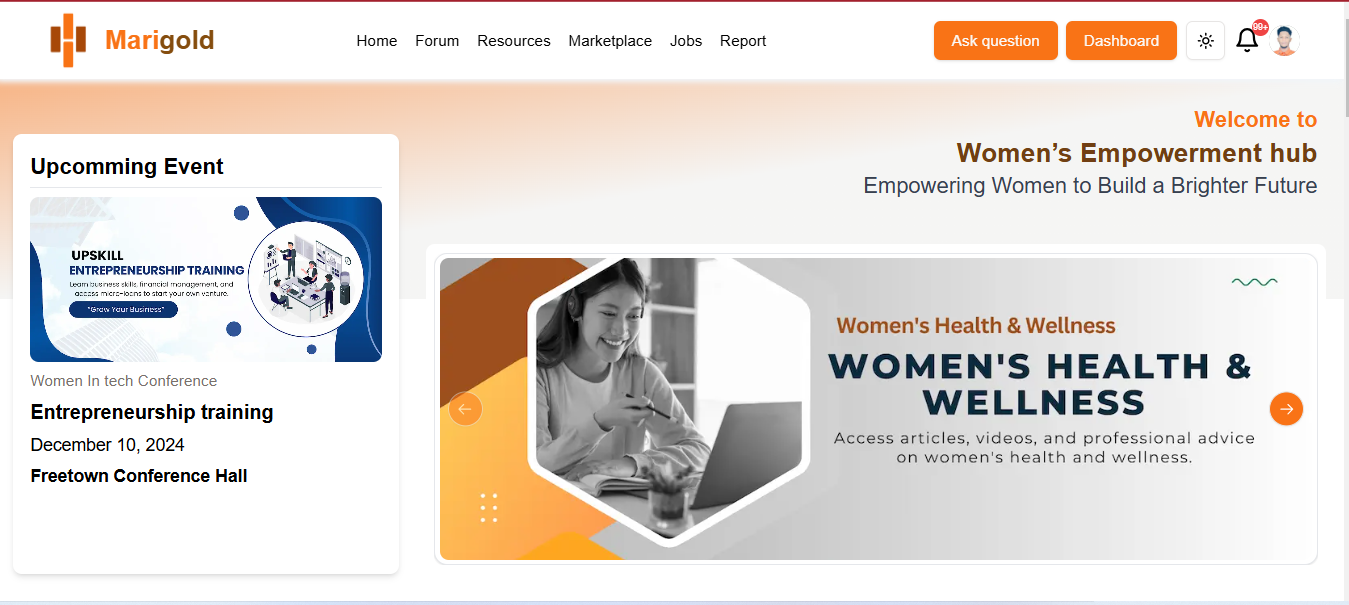 Marigold
Home Forum Resources Marketplace Jobs Report
Ask question
Dashboard
99+
Welcome to
Women’s Empowerment hub
Empowering Women to Build a Brighter Future
Upcomming Event
UPSKILL
ENTREPRENEURSHIP TRAINING
Learn business skills, financial management, and
access micro-loans to start your own venture.
"Grow Your Business"
Women In tech Conference
Entrepreneurship training
December 10, 2024
Freetown Conference Hall
Women's Health & Wellness
WOMEN'S HEALTH &
WELLNESS
Access articles, videos, and professional advice
on women's health and wellness.